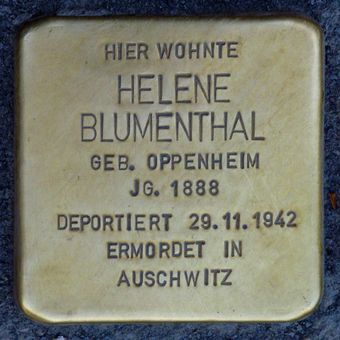 HIER WOHNTE
HELENE
BLUMENTHAL
GEB. OPPENHEIM
JG. 1888
DEPORTIERT 29.11.1942
ERMORDET IN
AUSCHWITZ